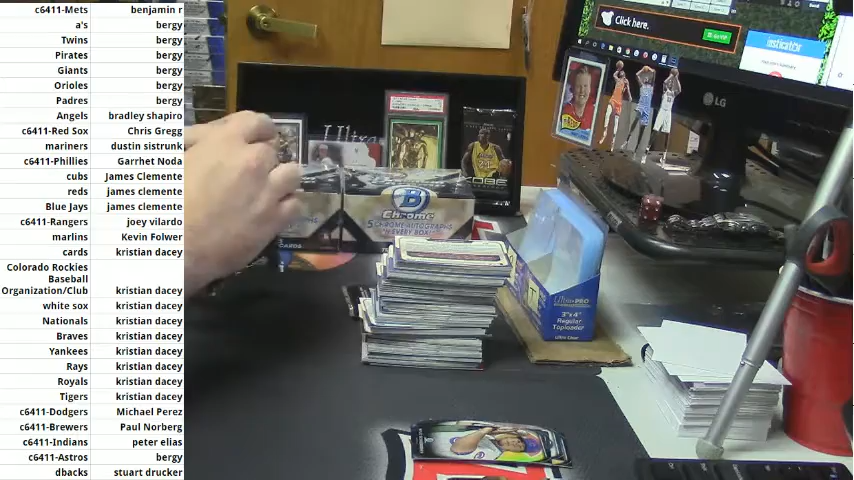 c6411-Mets benjamin r
a's bergy
Twins bergy
Pirates bergy
Giants bergy
Orioles bergy
Padres bergy
Angels bradley shapiro
c6411-Red Sox Chris Gregg
mariners dustin sistrunk
c6411-Phillies Garrhet Noda
cubs James Clemente
reds james clemente
Blue Jays james clemente
c6411-Rangers joey vilardo
marlins Kevin Folwer
cards kristian dacey
Colorado Rockies
Baseball
Organization/Club kristian dacey
white sox kristian dacey
Nationals kristian dacey
Braves kristian dacey
Yankees kristian dacey
Rays kristian dacey
Royals kristian dacey
Tigers kristian dacey
c6411-Dodgers Michael Perez
c6411-Brewers Paul Norberg
c6411-Indians peter elias
c6411-Astros bergy
dbacks stuart drucker
Click here.
LG
Ultra
KOBE
B
Chrome
5 CHROME AUTOGRAPHS
IN EVERY BOX!
CARDS
Ultra PRO
3"x 4"
Regular
Toploader